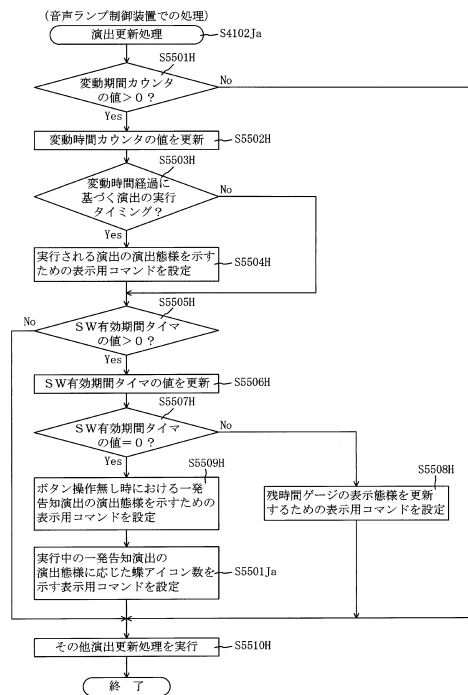 (音声ランプ制御装置での処理)
演出更新処理
S4102Ja
S5501H
変動期間カウンタ
の値>0?
No
Yes
変動時間カウンタの値を更新
S5502H
S5503H
変動時間経過に
基づく演出の実行
タイミング?
No
Yes
実行される演出の演出態様を示す
ための表示用コマンドを設定
S5504H
S5505H
No
SW有効期間タイマ
の値>0?
Yes
SW有効期間タイマの値を更新
S5506H
S5507H
SW有効期間タイマ
の値=0?
No
Yes
S5509H
ボタン操作無し時における一発
告知演出の演出態様を示すための
表示用コマンドを設定
S5508H
残時間ゲージの表示態様を更新
するための表示用コマンドを設定
実行中の一発告知演出の
演出態様に応じた蝶アイコン数を
示す表示用コマンドを設定
S5501Ja
その他演出更新処理を実行
S5510H
終了